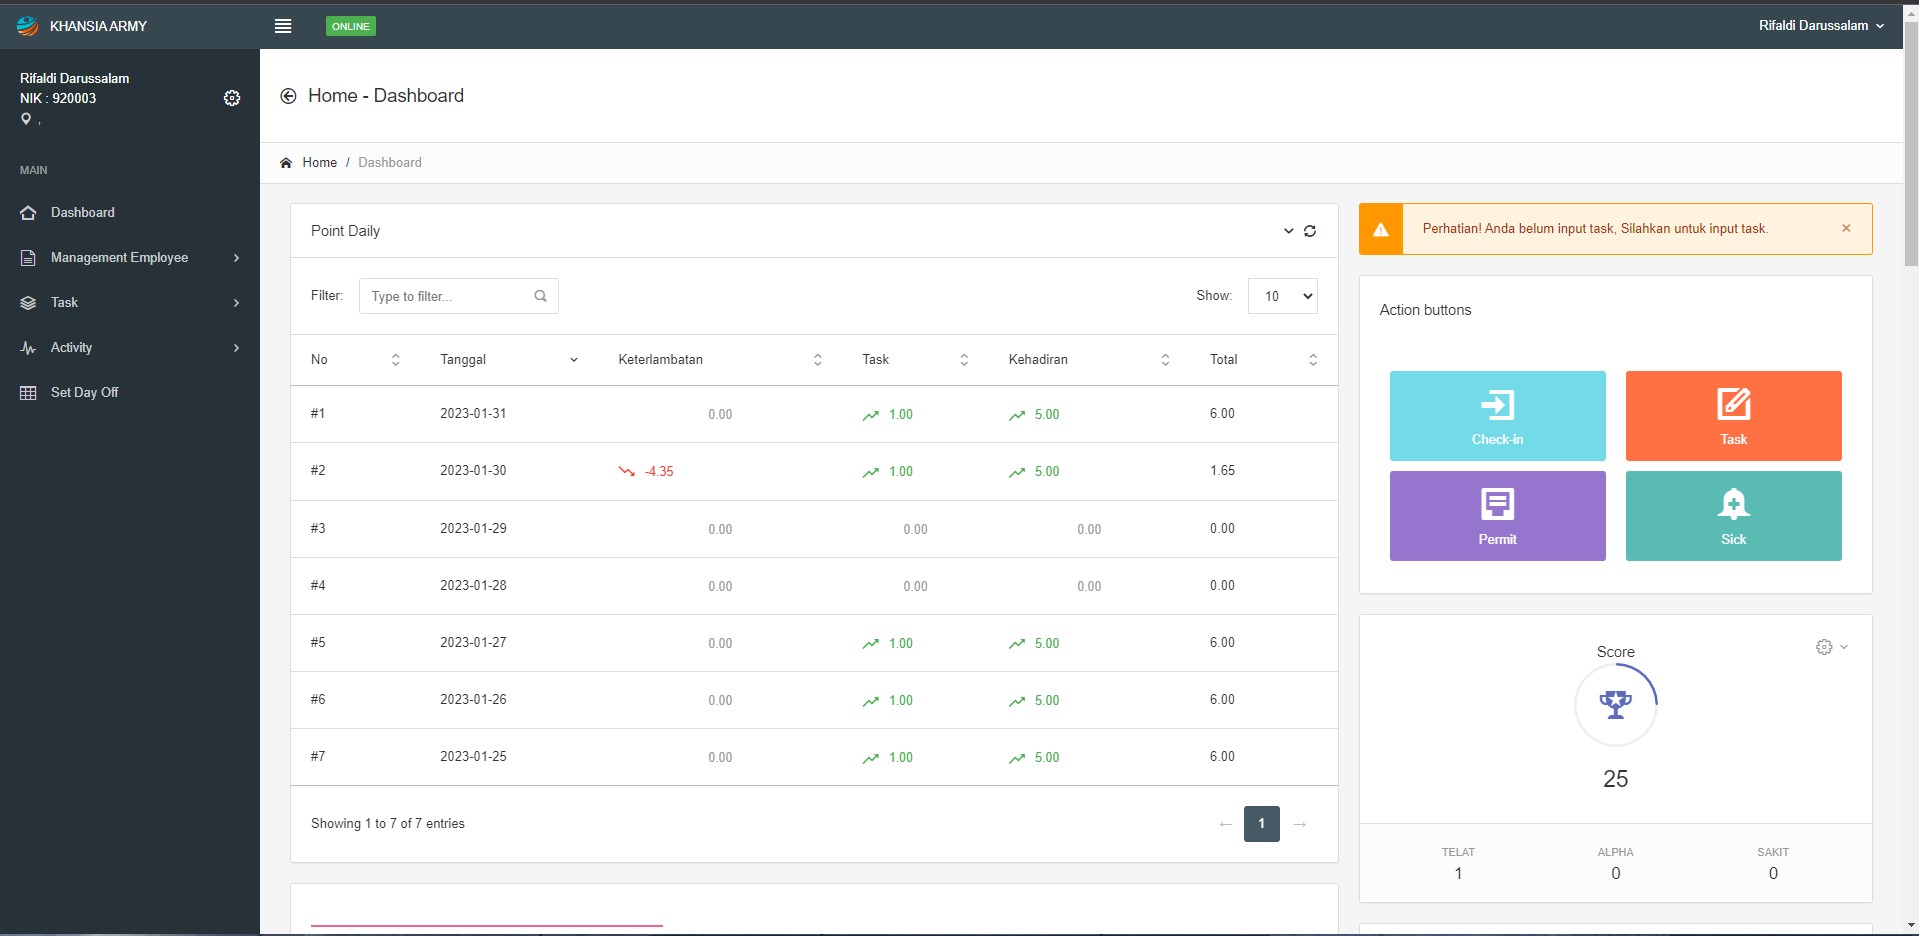 KHANSIA ARMY
ONLINE
Rifaldi Darussalam
Rifaldi Darussalam
NIK : 920003
,
MAIN
Dashboard
Management Employee
Task
Activity
Set Day Off
Home - Dashboard
Home / Dashboard
Point Daily
Filter: Type to filter... Show: 10
No Tanggal Keterlambatan Task Kehadiran Total
#1 2023-01-31 0.00 1.00 5.00 6.00
#2 2023-01-30 -4.35 1.00 5.00 1.65
#3 2023-01-29 0.00 0.00 0.00 0.00
#4 2023-01-28 0.00 0.00 0.00 0.00
#5 2023-01-27 0.00 1.00 5.00 6.00
#6 2023-01-26 0.00 1.00 5.00 6.00
#7 2023-01-25 0.00 1.00 5.00 6.00
Showing 1 to 7 of 7 entries
← 1 →
Perhatian! Anda belum input task, Silahkan untuk input task. ×
Action buttons
Check-in Task
Permit Sick
Score
25
TELAT ALPHA SAKIT
1 0 0